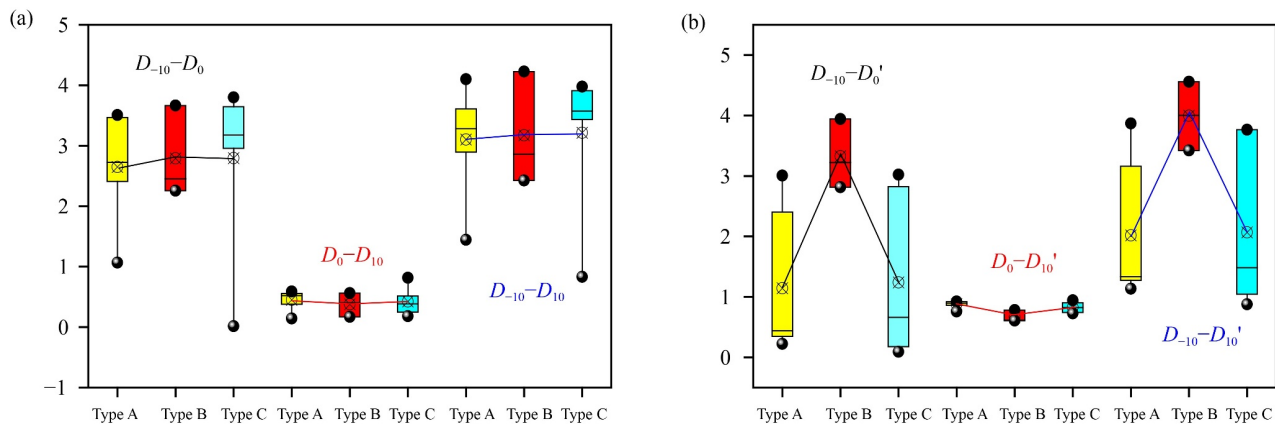 (a)
5
4
3
2
1
0
−1
D₋₁₀−D₀
D₀−D₁₀
D₋₁₀−D₁₀
Type A Type B Type C Type A Type B Type C Type A Type B Type C
(b)
5
4
3
2
1
0
D₋₁₀−D₀'
D₀−D₁₀'
D₋₁₀−D₁₀'
Type A Type B Type C Type A Type B Type C Type A Type B Type C